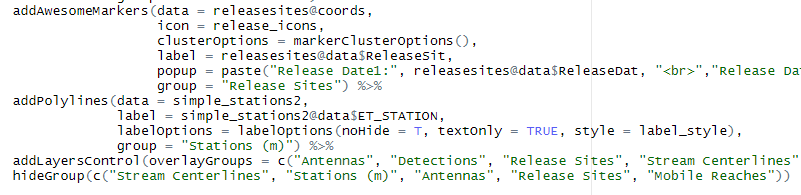 addAwesomeMarkers(data = releasesites@coords,
icon = release_icons,
clusterOptions = markerClusterOptions(),
label = releasesites@data$ReleaseSit,
popup = paste("Release Date1:", releasesites@data$ReleaseDat, "<br>","Release Da
group = "Release Sites") %>%
addPolylines(data = simple_stations2,
label = simple_stations2@data$ET_STATION,
labelOptions = labelOptions(noHide = T, textOnly = TRUE, style = label_style),
group = "Stations (m)") %>%
addLayersControl(overlayGroups = c("Antennas", "Detections", "Release Sites", "Stream Centerlines"
hideGroup(c("Stream Centerlines", "Stations (m)", "Antennas", "Release Sites", "Mobile Reaches"))